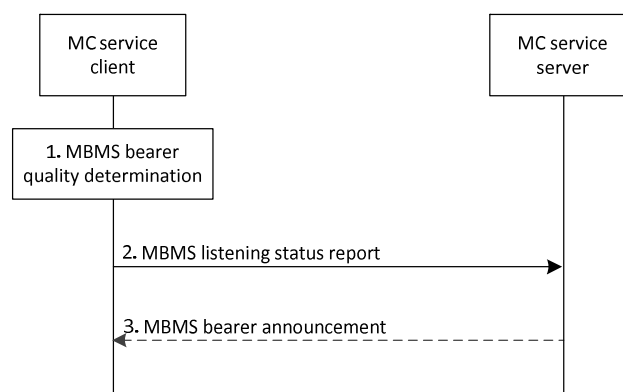 MC service
client
MC service
server
1. MBMS bearer
quality determination
2. MBMS listening status report
3. MBMS bearer announcement